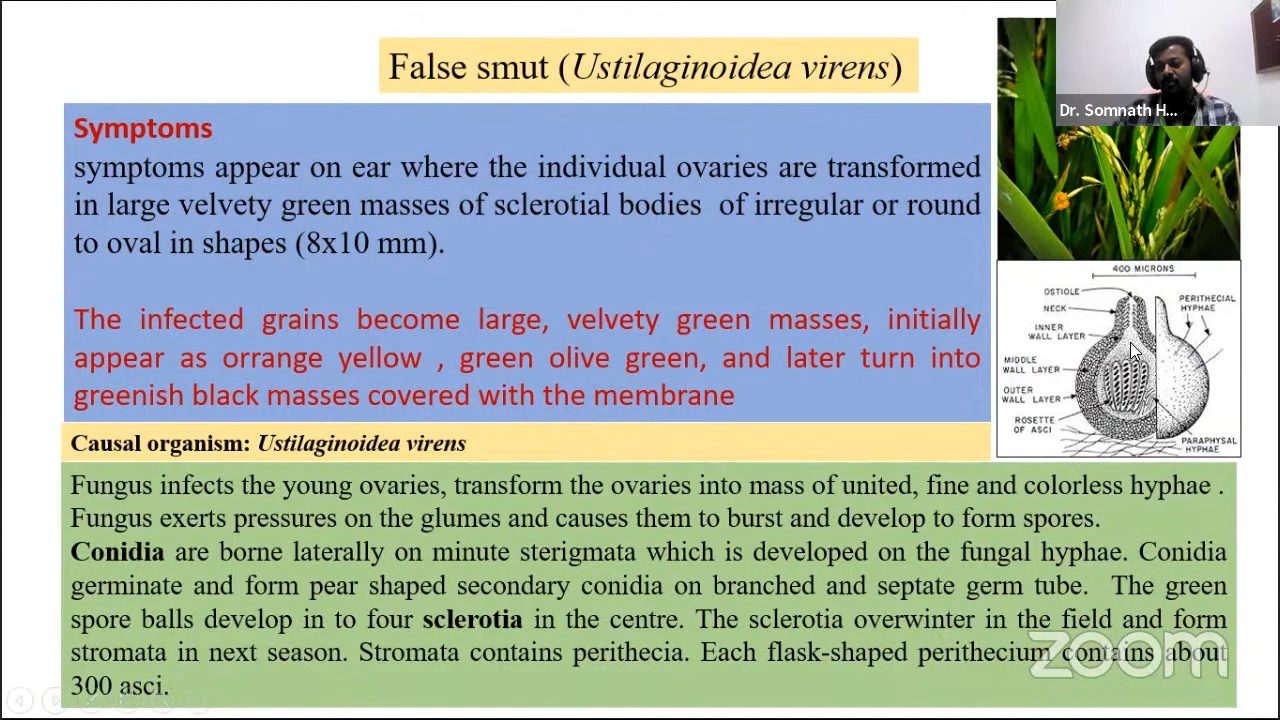 False smut (Ustilaginoidea virens)
Dr. Somnath H...
Symptoms
symptoms appear on ear where the individual ovaries are transformed
in large velvety green masses of sclerotial bodies of irregular or round
to oval in shapes (8x10 mm).
The infected grains become large, velvety green masses, initially
appear as orrange yellow , green olive green, and later turn into
greenish black masses covered with the membrane
400 MICRONS
OSTIOLE
NECK
INNER
WALL LAYER
MIDDLE
WALL LAYER
OUTER
WALL LAYER
ROSETTE
OF ASCI
PERITHECIAL
HYPHAE
PARAPHYSAL
HYPHAE
Causal organism: Ustilaginoidea virens
Fungus infects the young ovaries, transform the ovaries into mass of united, fine and colorless hyphae .
Fungus exerts pressures on the glumes and causes them to burst and develop to form spores.
Conidia are borne laterally on minute sterigmata which is developed on the fungal hyphae. Conidia
germinate and form pear shaped secondary conidia on branched and septate germ tube. The green
spore balls develop in to four sclerotia in the centre. The sclerotia overwinter in the field and form
stromata in next season. Stromata contains perithecia. Each flask-shaped perithecium contains about
300 asci.
zoom